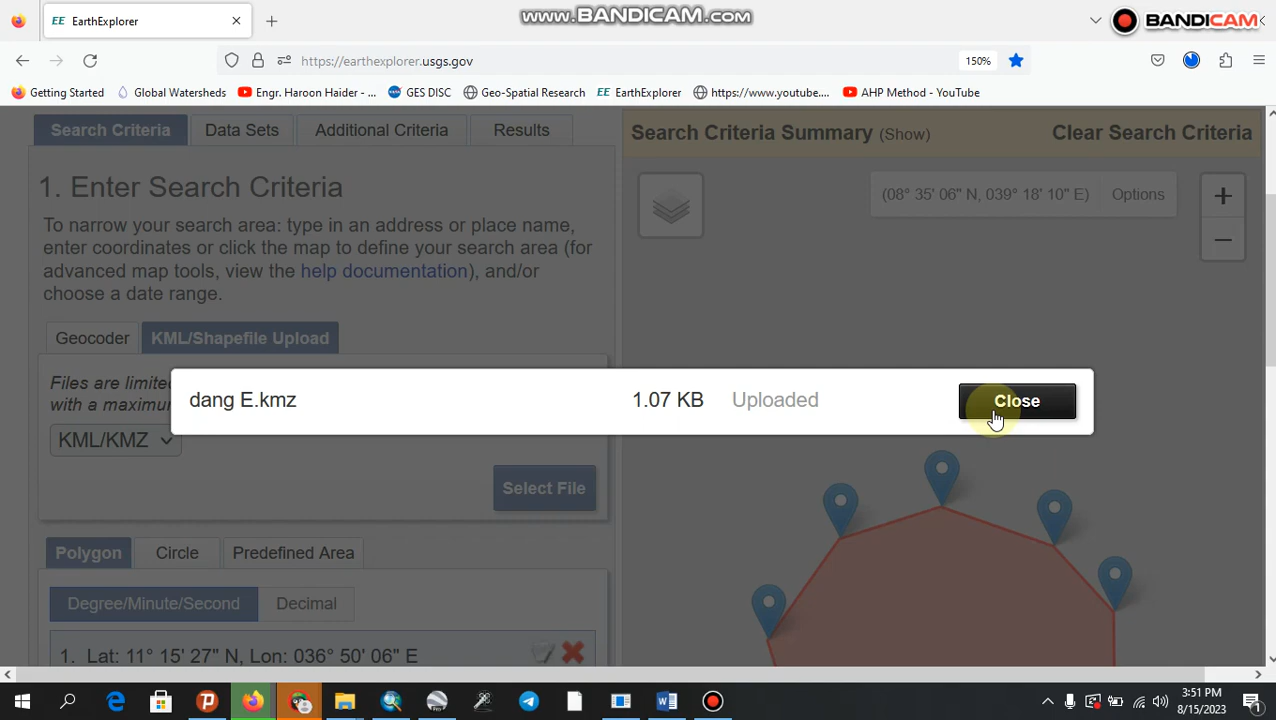 www.BANDICAM.com
EE EarthExplorer
BANDICAM
https://earthexplorer.usgs.gov
150%
Getting Started
Global Watersheds
Engr. Haroon Haider - ...
GES DISC
Geo-Spatial Research
EE EarthExplorer
https://www.youtube....
AHP Method - YouTube
Search Criteria
Data Sets
Additional Criteria
Results
Search Criteria Summary (Show)
Clear Search Criteria
1. Enter Search Criteria
To narrow your search area: type in an address or place name,
enter coordinates or click the map to define your search area (for
advanced map tools, view the help documentation), and/or
choose a date range.
(08° 35' 06" N, 039° 18' 10" E)
Options
+
−
Geocoder
KML/Shapefile Upload
Files are limite
with a maximu
dang E.kmz
1.07 KB
Uploaded
Close
KML/KMZ
Select File
Polygon
Circle
Predefined Area
Degree/Minute/Second
Decimal
1. Lat: 11° 15' 27" N, Lon: 036° 50' 06" E
3:51 PM
8/15/2023